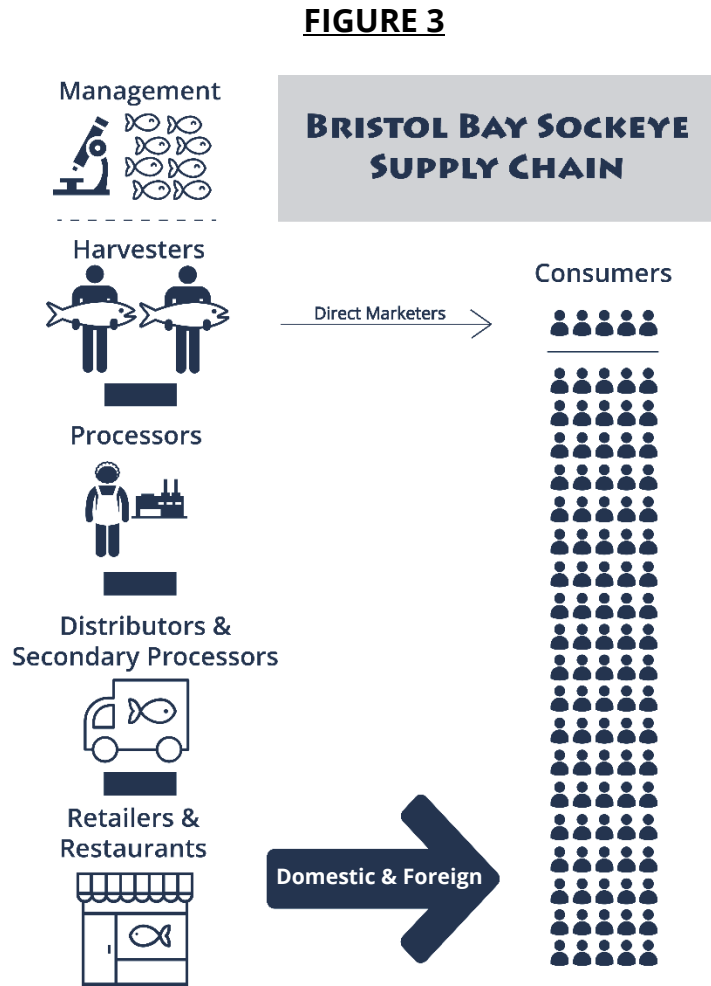 FIGURE 3
Management
BRISTOL BAY SOCKEYE
SUPPLY CHAIN
Harvesters
Consumers
Direct Marketers
Processors
Distributors &
Secondary Processors
Retailers &
Restaurants
Domestic & Foreign